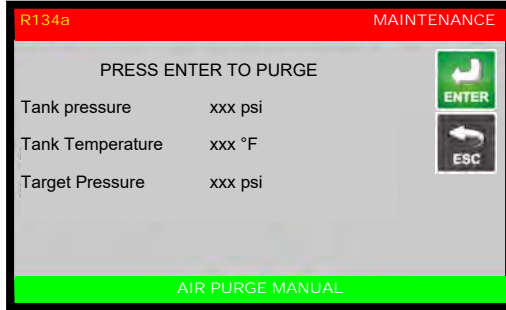 R134a MAINTENANCE
PRESS ENTER TO PURGE
ENTER
Tank pressure xxx psi
Tank Temperature xxx °F
ESC
Target Pressure xxx psi
AIR PURGE MANUAL